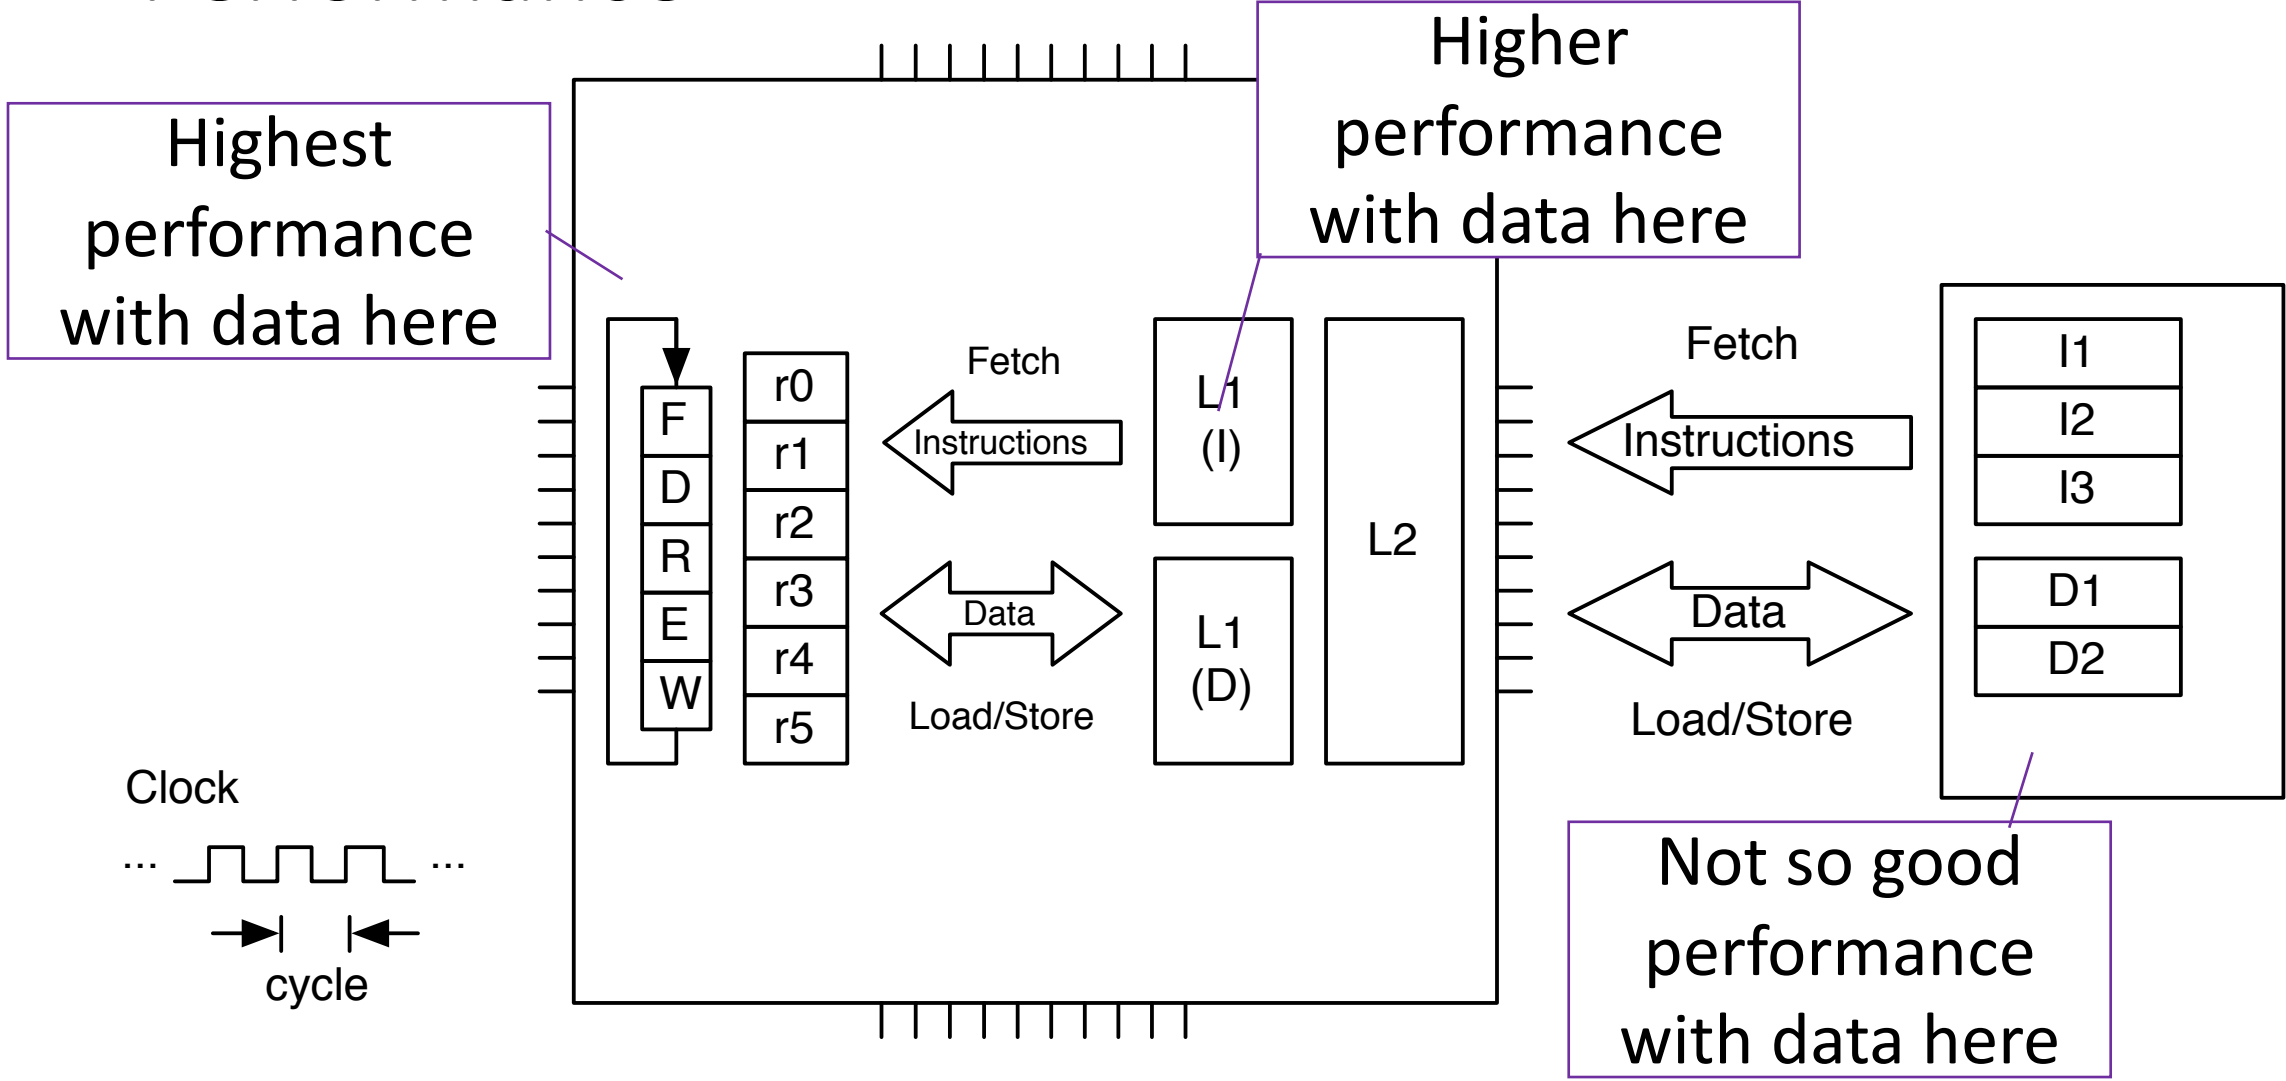 Highest
performance
with data here
Higher
performance
with data here
F
D
R
E
W
r0
r1
r2
r3
r4
r5
Fetch
Instructions
Data
Load/Store
L1
(I)
L1
(D)
L2
Fetch
Instructions
Data
Load/Store
I1
I2
I3
D1
D2
Clock
... ...
cycle
Not so good
performance
with data here